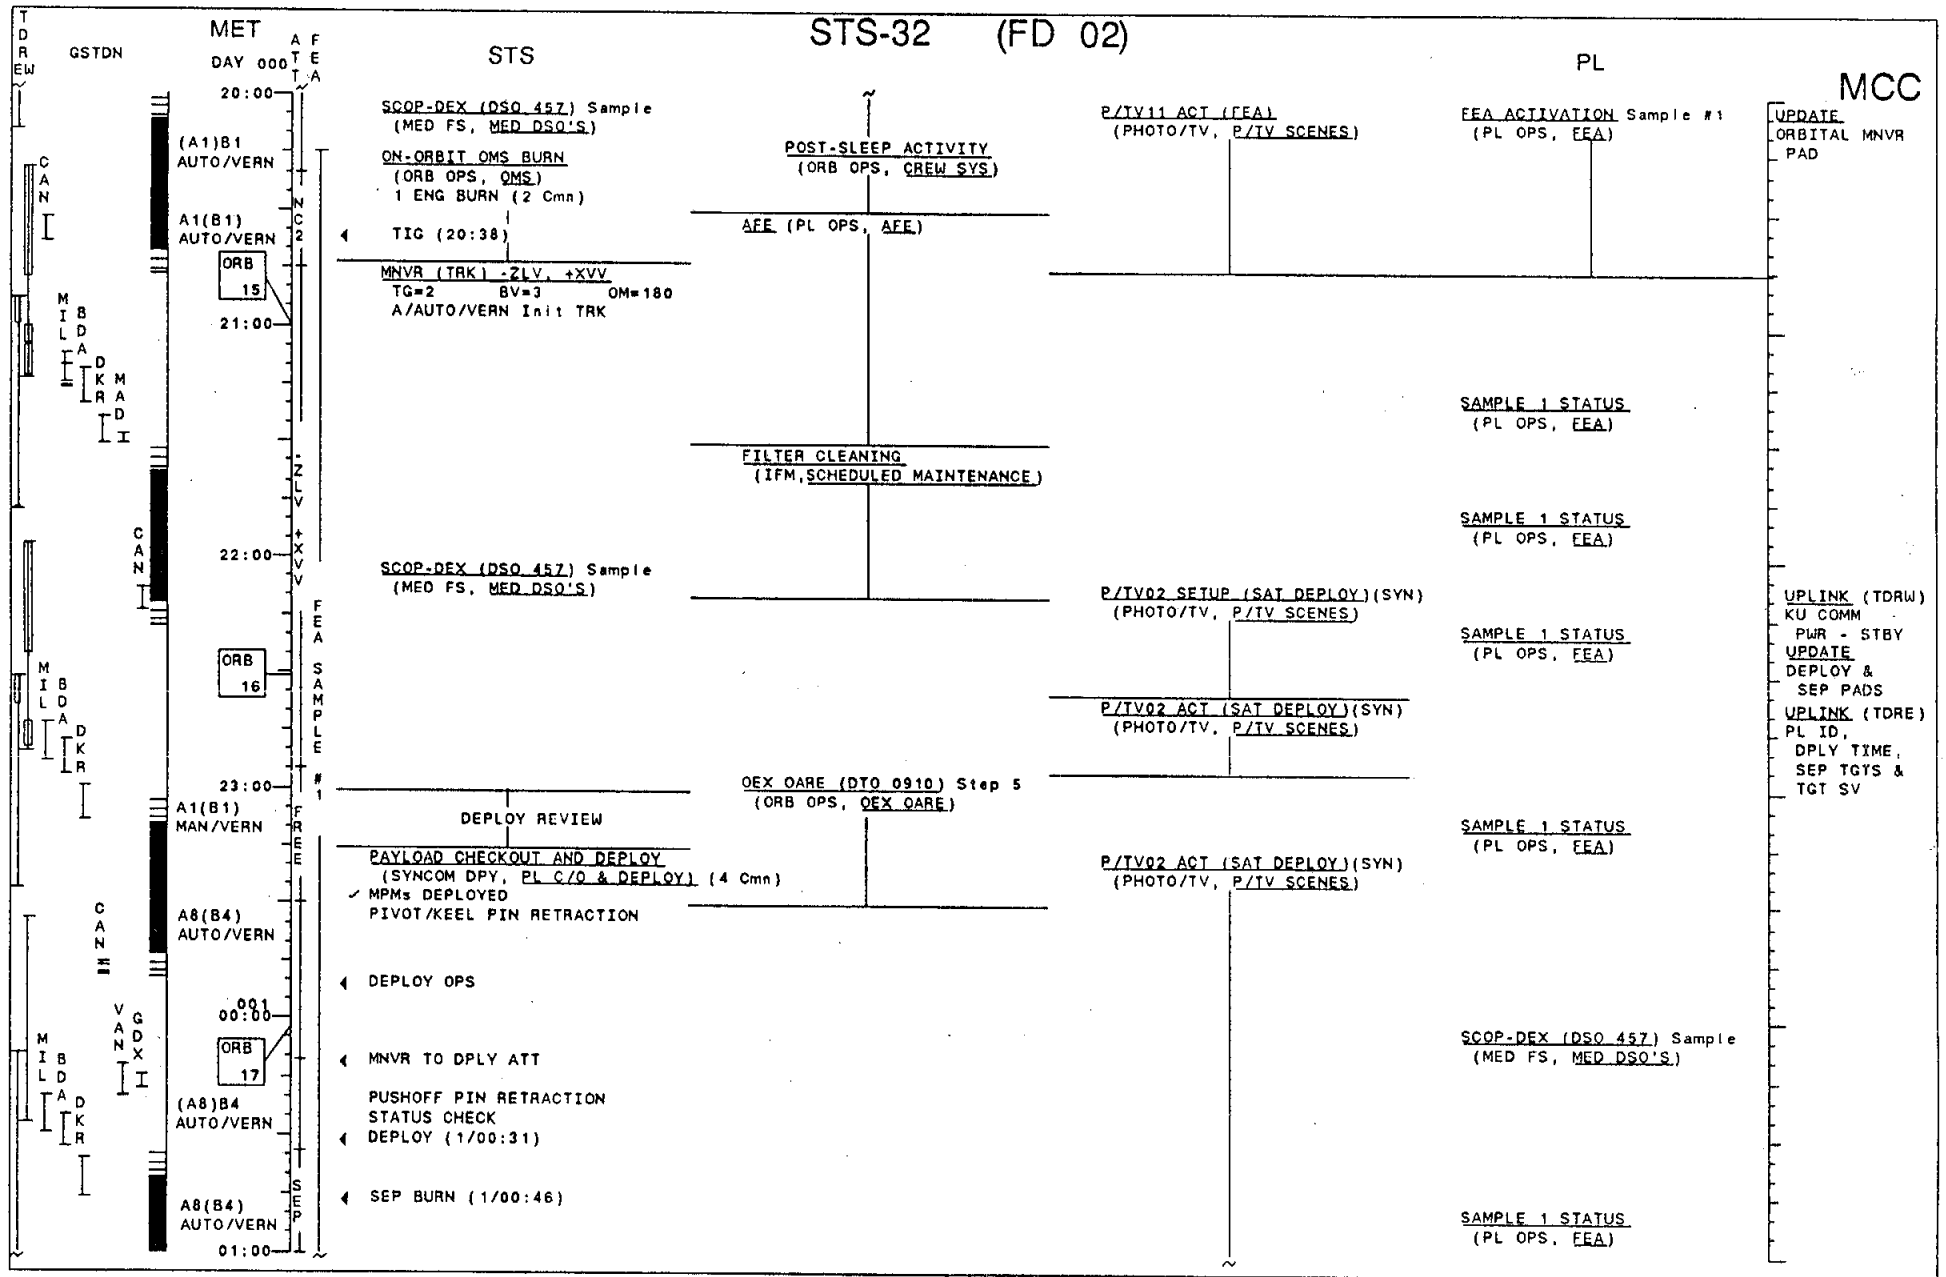 STS-32 (FD 02)
TDREW
GSTDN
MET
DAY 000
ATT
FEA
STS
PL
MCC
20:00
(A1)B1
AUTO/VERN
CAN
A1(B1)
AUTO/VERN
NC2
ORB
15
21:00
MIL
BDA
DKR
MAD
-ZLV +XVV
CAN
22:00
FEA SAMPLE #1
ORB
16
MIL
BDA
DKR
23:00
A1(B1)
MAN/VERN
FREE
CAN
A8(B4)
AUTO/VERN
001
00:00
VAN
GDX
ORB
17
MIL
BDA
DKR
(A8)B4
AUTO/VERN
SEP
A8(B4)
AUTO/VERN
01:00
SCOP-DEX (DSO 457) Sample
(MED FS, MED DSO'S)
ON-ORBIT OMS BURN
(ORB OPS, OMS)
1 ENG BURN (2 Cmn)
TIG (20:38)
MNVR (TRK) -ZLV, +XVV
TG=2 BV=3 OM=180
A/AUTO/VERN Init TRK
SCOP-DEX (DSO 457) Sample
(MED FS, MED DSO'S)
DEPLOY REVIEW
PAYLOAD CHECKOUT AND DEPLOY
(SYNCOM DPY, PL C/O & DEPLOY) (4 Cmn)
✓ MPMs DEPLOYED
PIVOT/KEEL PIN RETRACTION
DEPLOY OPS
MNVR TO DPLY ATT
PUSHOFF PIN RETRACTION
STATUS CHECK
DEPLOY (1/00:31)
SEP BURN (1/00:46)
POST-SLEEP ACTIVITY
(ORB OPS, CREW SYS)
AFE (PL OPS, AFE)
FILTER CLEANING
(IFM,SCHEDULED MAINTENANCE)
OEX OARE (DTO 0910) Step 5
(ORB OPS, OEX OARE)
P/TV11 ACT (FEA)
(PHOTO/TV, P/TV SCENES)
P/TV02 SETUP (SAT DEPLOY)(SYN)
(PHOTO/TV, P/TV SCENES)
P/TV02 ACT (SAT DEPLOY)(SYN)
(PHOTO/TV, P/TV SCENES)
P/TV02 ACT (SAT DEPLOY)(SYN)
(PHOTO/TV, P/TV SCENES)
FEA ACTIVATION Sample #1
(PL OPS, FEA)
SAMPLE 1 STATUS
(PL OPS, FEA)
SAMPLE 1 STATUS
(PL OPS, FEA)
SAMPLE 1 STATUS
(PL OPS, FEA)
SAMPLE 1 STATUS
(PL OPS, FEA)
SCOP-DEX (DSO 457) Sample
(MED FS, MED DSO'S)
SAMPLE 1 STATUS
(PL OPS, FEA)
UPDATE
ORBITAL MNVR
PAD
UPLINK (TDRW)
KU COMM
PWR - STBY
UPDATE
DEPLOY &
SEP PADS
UPLINK (TDRE)
PL ID,
DPLY TIME,
SEP TGTS &
TGT SV